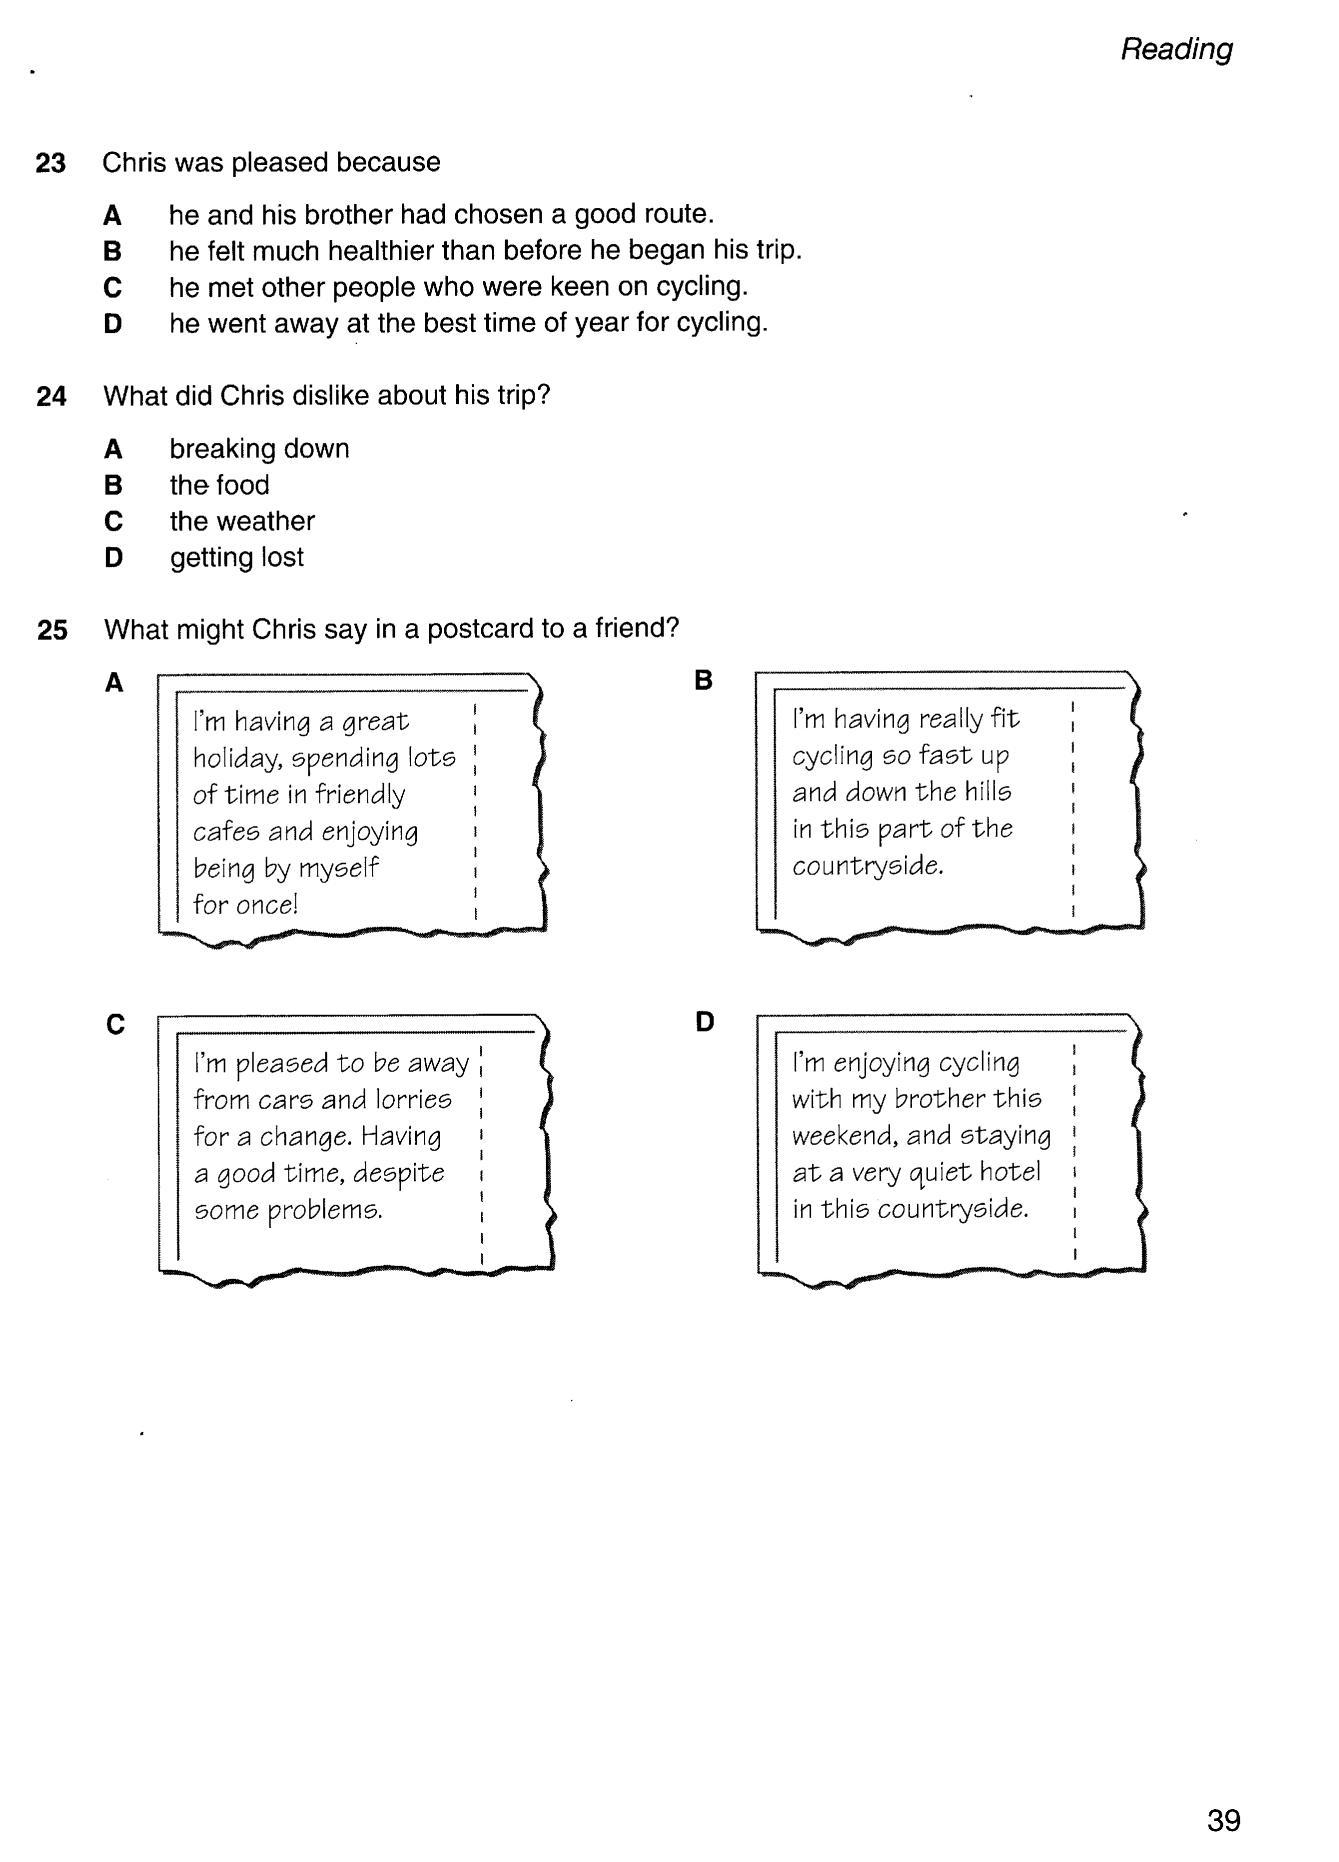 Reading
23 Chris was pleased because
A he and his brother had chosen a good route.
B he felt much healthier than before he began his trip.
C he met other people who were keen on cycling.
D he went away at the best time of year for cycling.
24 What did Chris dislike about his trip?
A breaking down
B the food
C the weather
D getting lost
25 What might Chris say in a postcard to a friend?
A
I'm having a great
holiday, spending lots
of time in friendly
cafes and enjoying
being by myself
for once!
B
I'm having really fit
cycling so fast up
and down the hills
in this part of the
countryside.
C
I'm pleased to be away
from cars and lorries
for a change. Having
a good time, despite
some problems.
D
I'm enjoying cycling
with my brother this
weekend, and staying
at a very quiet hotel
in this countryside.
39